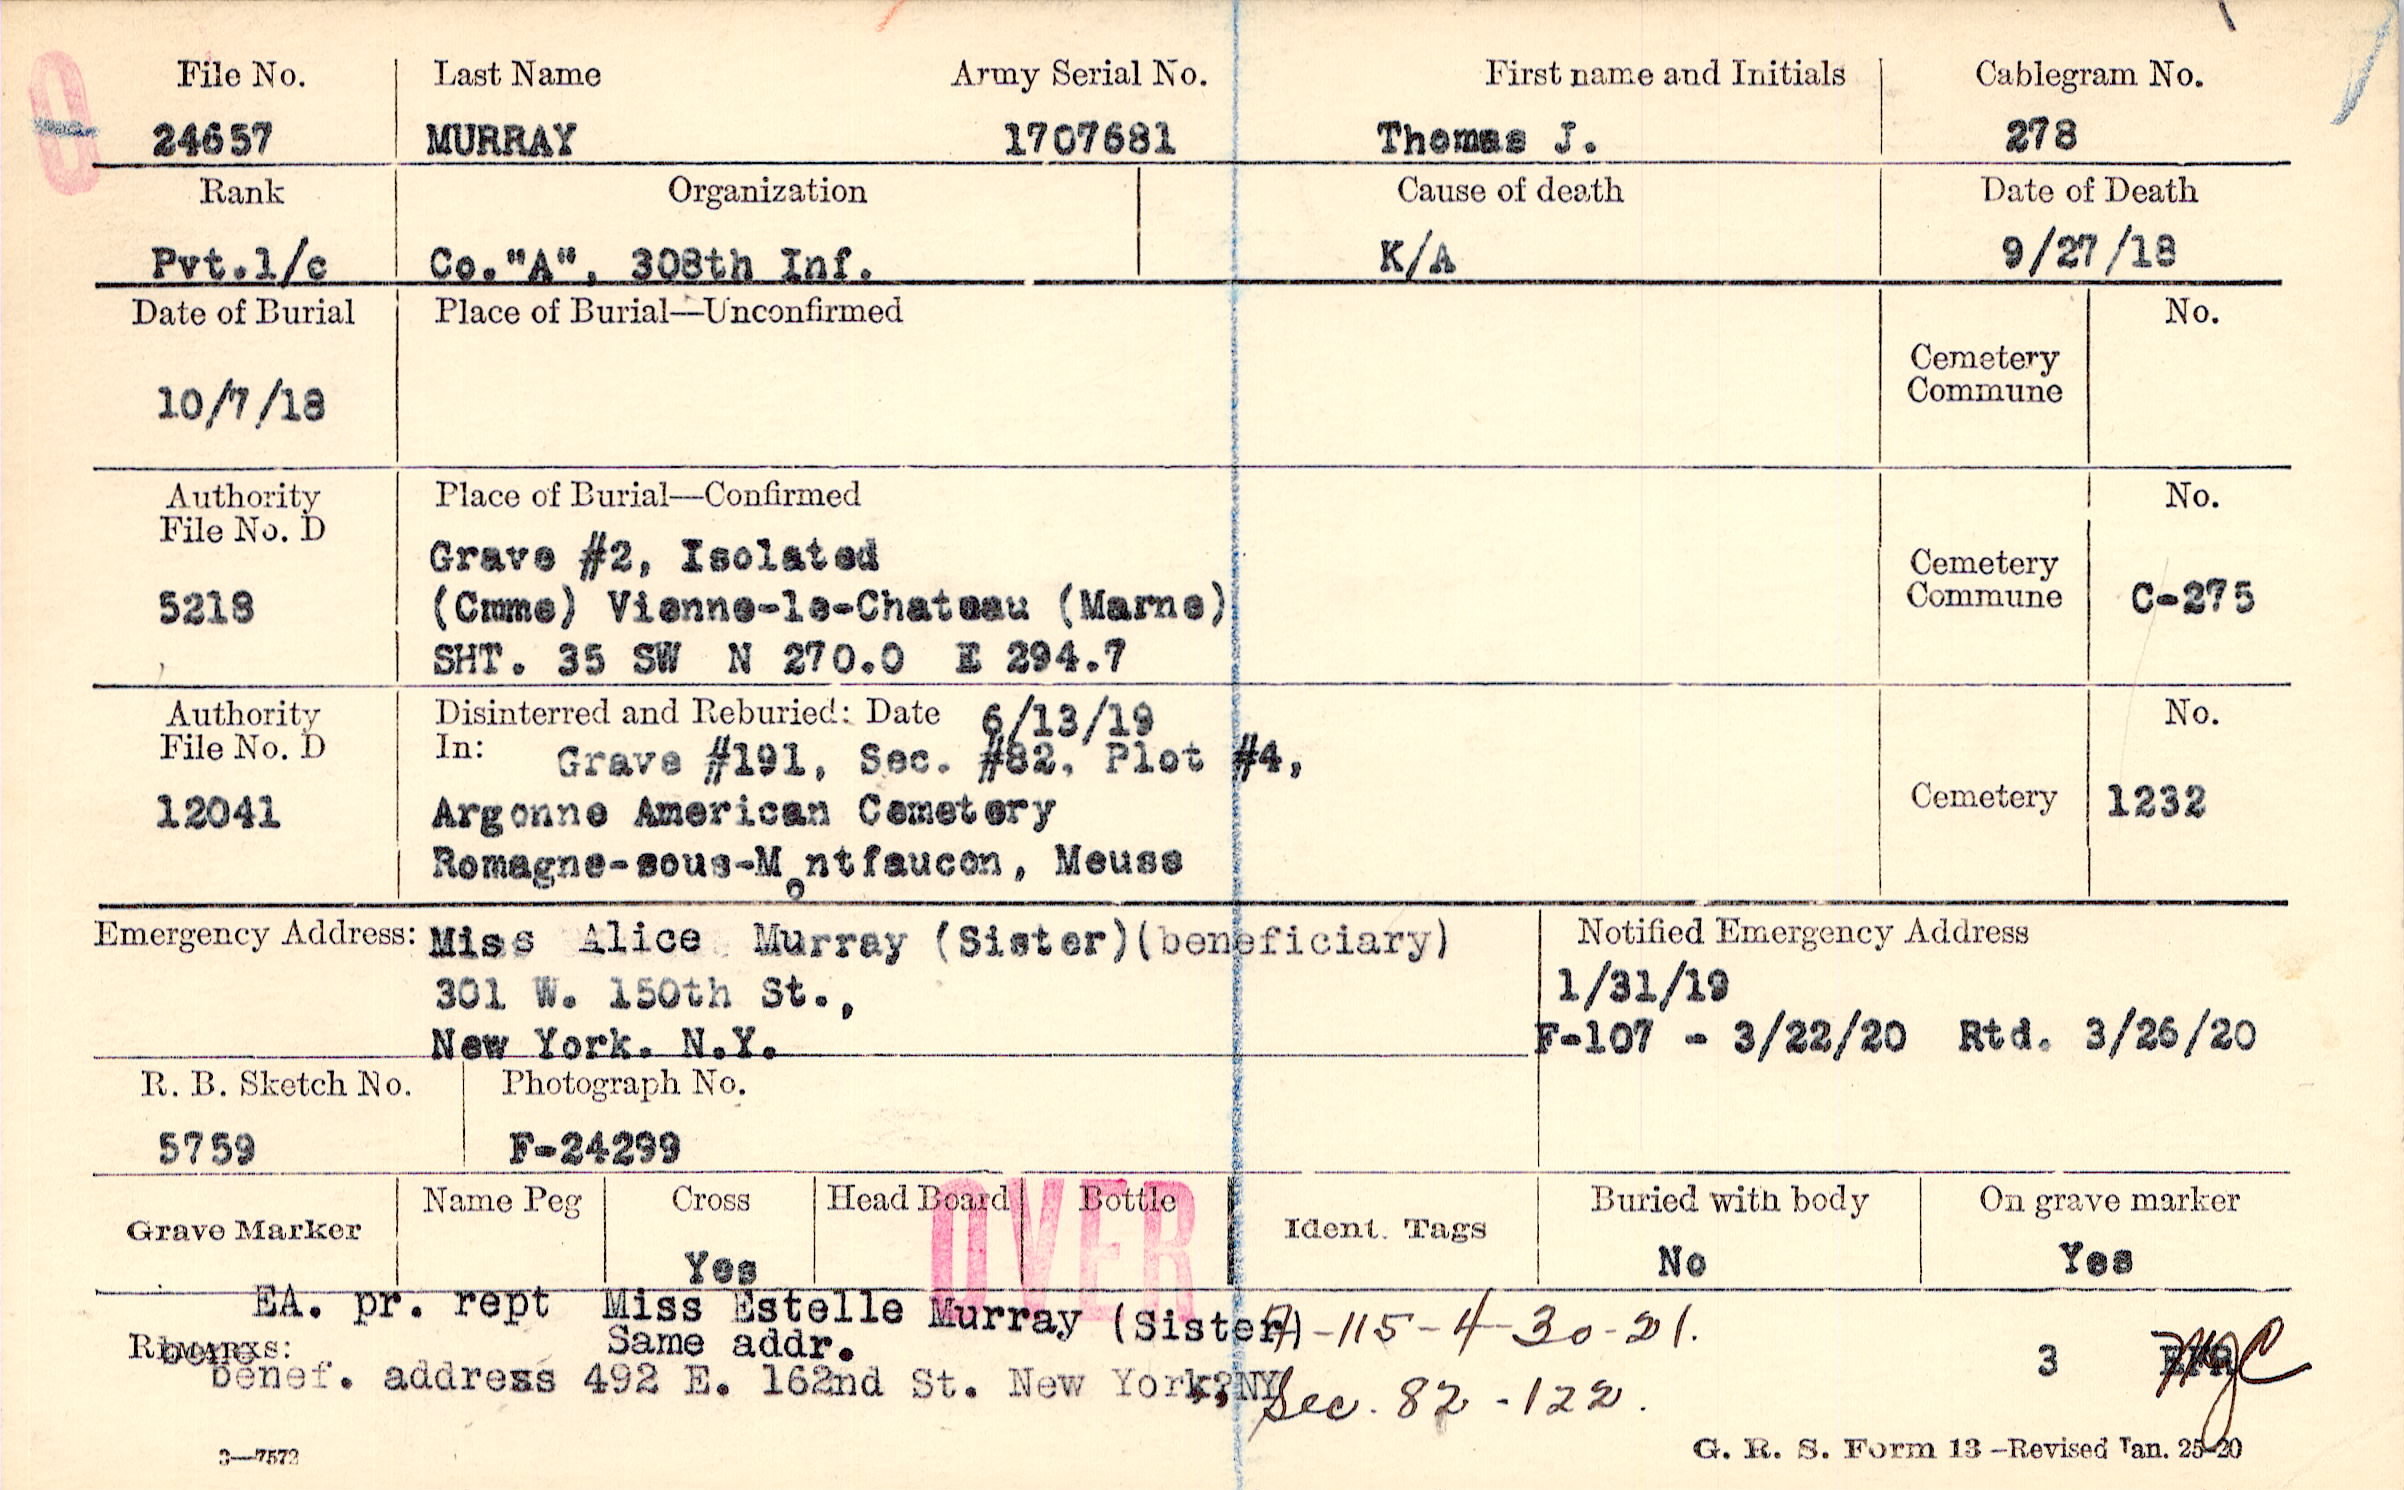 File No. Last Name Army Serial No. First name and Initials Cablegram No.
24657 MURRAY 1707681 Thomas J. 278
Rank Organization Cause of death Date of Death
Pvt.1/c Co."A", 308th Inf. K/A 9/27/18
Date of Burial Place of Burial—Unconfirmed No.
Cemetery
Commune
10/7/18
Authority Place of Burial—Confirmed No.
File No. D
Grave #2, Isolated
Cemetery
5218 (Cmme) Vienne-le-Chateau (Marne) Commune C-275
SHT. 35 SW N 270.0 E 294.7
Authority Disinterred and Reburied: Date 6/13/19 No.
File No. D In: Grave #191, Sec. #82, Plot #4,
12041 Argonne American Cemetery Cemetery 1232
Romagne-sous-Montfaucon, Meuse
Emergency Address: Miss Alice Murray (Sister)(beneficiary) Notified Emergency Address
301 W. 150th St., 1/31/19
New York. N.Y. F-107 - 3/22/20 Rtd. 3/26/20
R. B. Sketch No. Photograph No.
5759 F-24299
OVER
Grave Marker Name Peg Cross Head Board Bottle Ident. Tags Buried with body On grave marker
Yes No Yes
EA. pr. rept Miss Estelle Murray (Sister) A-115-4-30-21.
REMARKS: Same addr. 3
benef. address 492 E. 162nd St. New York, NY Sec. 82 - 122.
3—7572 G. R. S. Form 13 –Revised Jan. 25-20